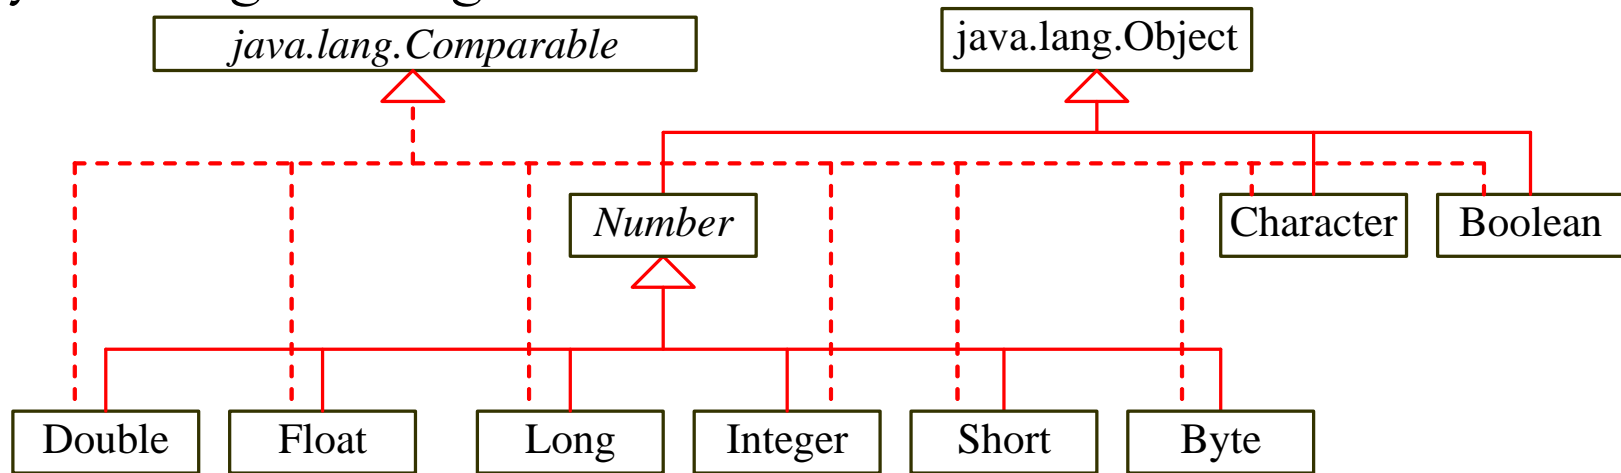 java.lang.Comparable
java.lang.Object
Number
Character
Boolean
Double
Float
Long
Integer
Short
Byte